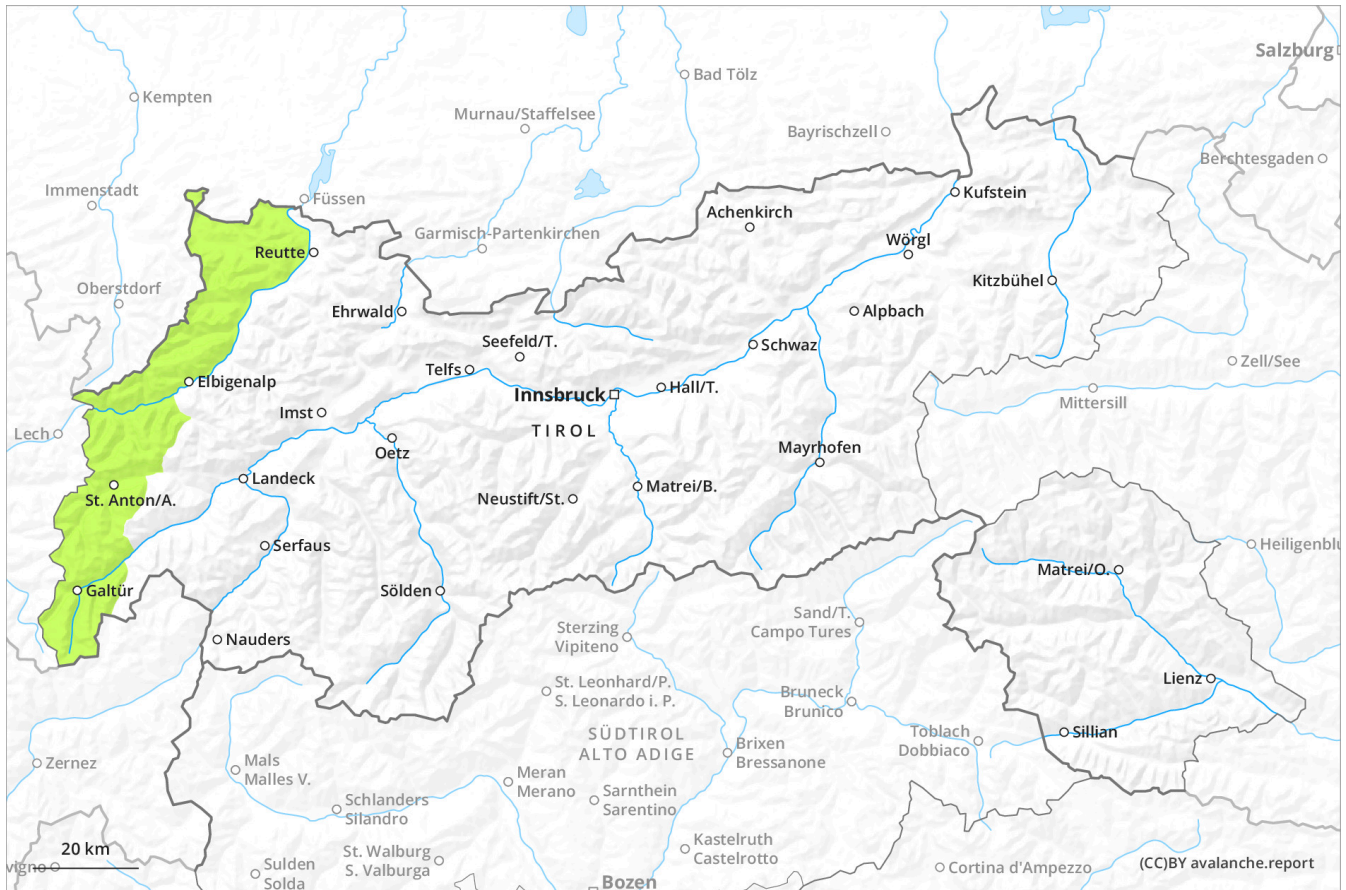 Salzburg
Bad Tölz
Kempten
Murnau/Staffelsee
Bayrischzell
Berchtesgaden
Immenstadt
Füssen
Kufstein
Achenkirch
Garmisch-Partenkirchen
Wörgl
Reutte
Kitzbühel
Oberstdorf
Ehrwald
Alpbach
Seefeld/T.
Schwaz
Zell/See
Telfs
Elbigenalp
Hall/T.
Innsbruck
Mittersill
Imst
TIROL
Lech
Oetz
Mayrhofen
Landeck
Matrei/B.
St. Anton/A.
Neustift/St.
Serfaus
Heiligenblu
Matrei/O.
Galtür
Sölden
Sand/T.
Campo Tures
Sterzing
Vipiteno
Nauders
Lienz
St. Leonhard/P.
S. Leonardo i. P.
Bruneck
Brunico
SÜDTIROL
ALTO ADIGE
Toblach
Dobbiaco
Sillian
Brixen
Bressanone
Zernez
Mals
Malles V.
Meran
Merano
Sarnthein
Sarentino
Schlanders
Silandro
Kastelruth
Castelrotto
20 km
St. Walburg
S. Valburga
vigno
Sulden
Solda
Cortina d'Ampezzo
(CC)BY avalanche.report
Bozen